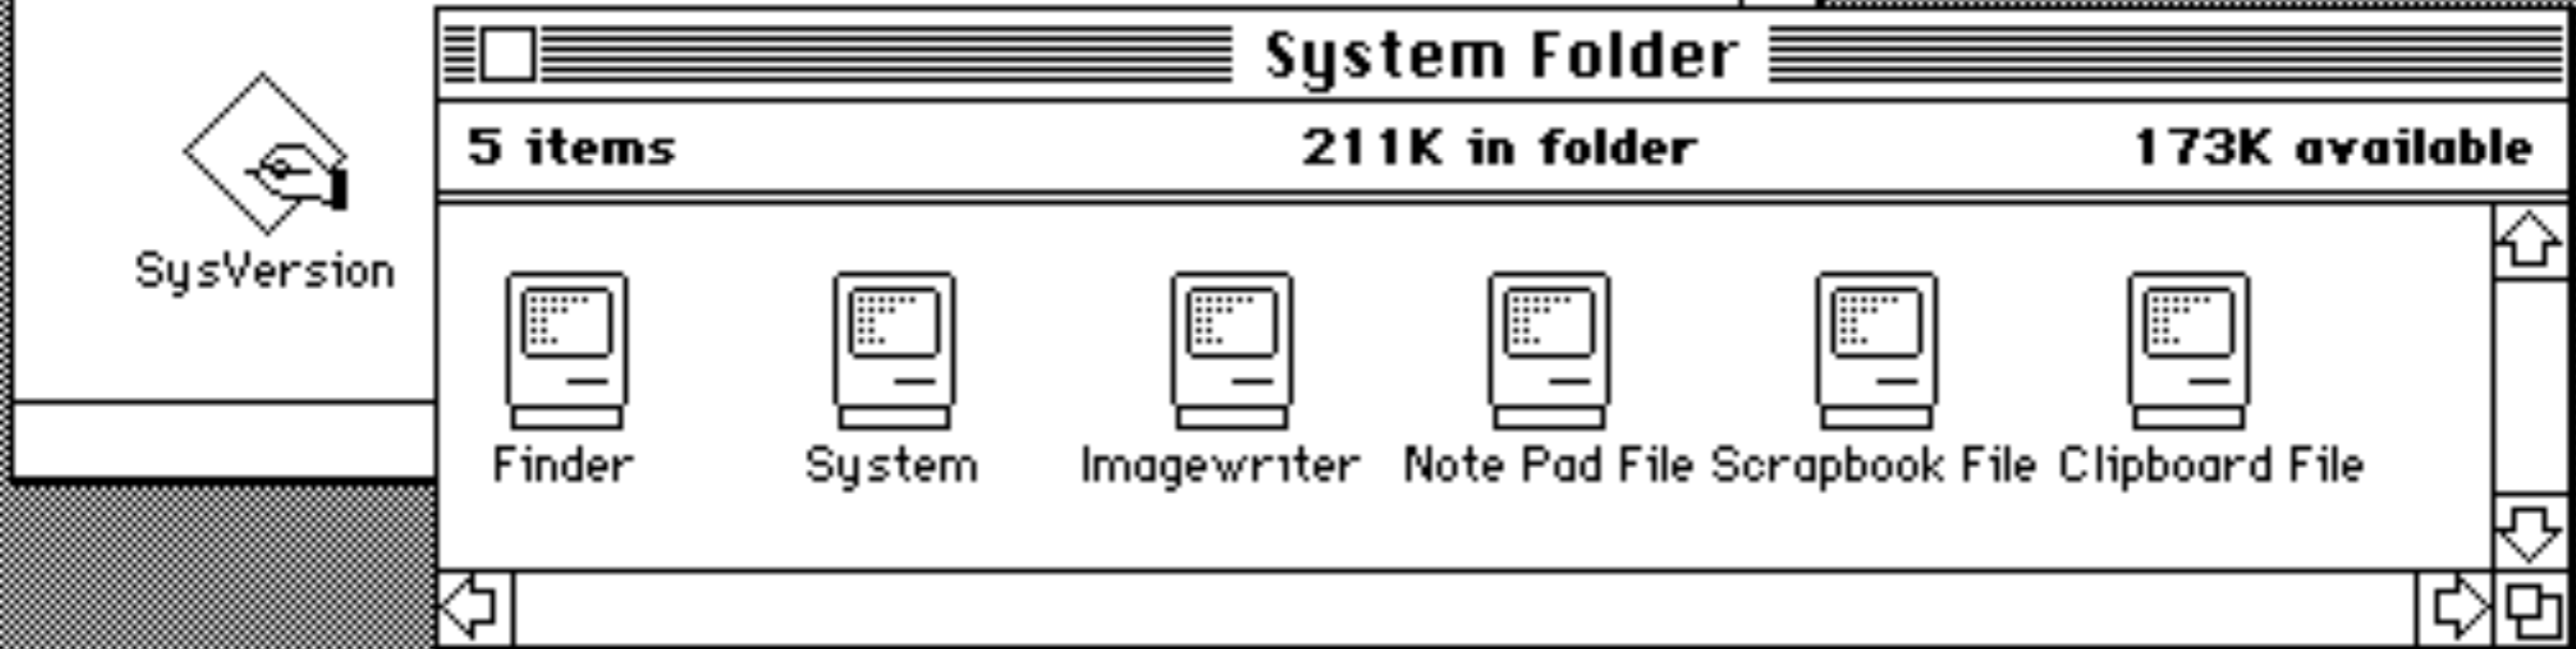 System Folder
5 items 211K in folder 173K available
SysVersion
Finder System Imagewriter Note Pad File Scrapbook File Clipboard File